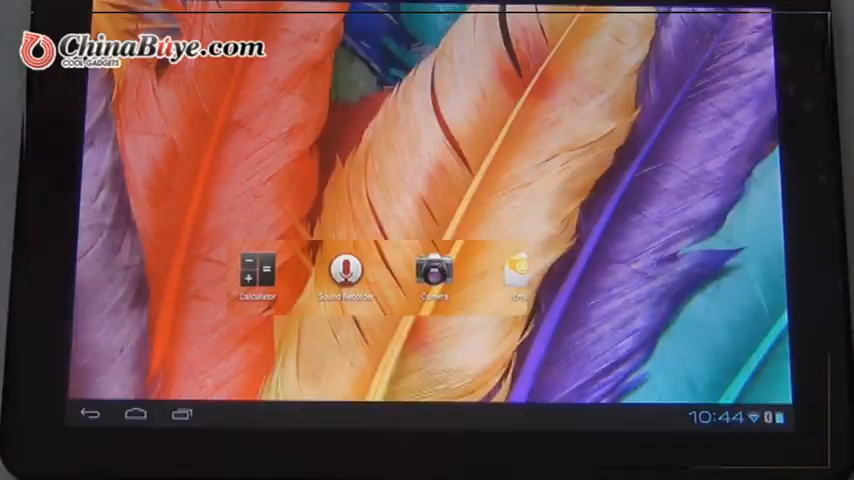 ChinaBuye.com
COOL GADGETS
Calculator
Sound Recorder
Camera
10:44